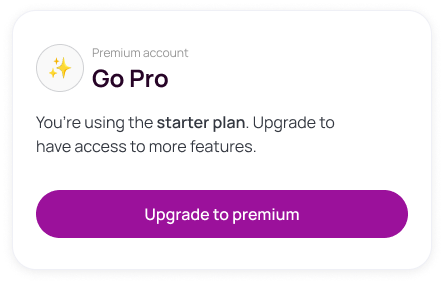 Premium account
Go Pro
You're using the starter plan. Upgrade to
have access to more features.
Upgrade to premium